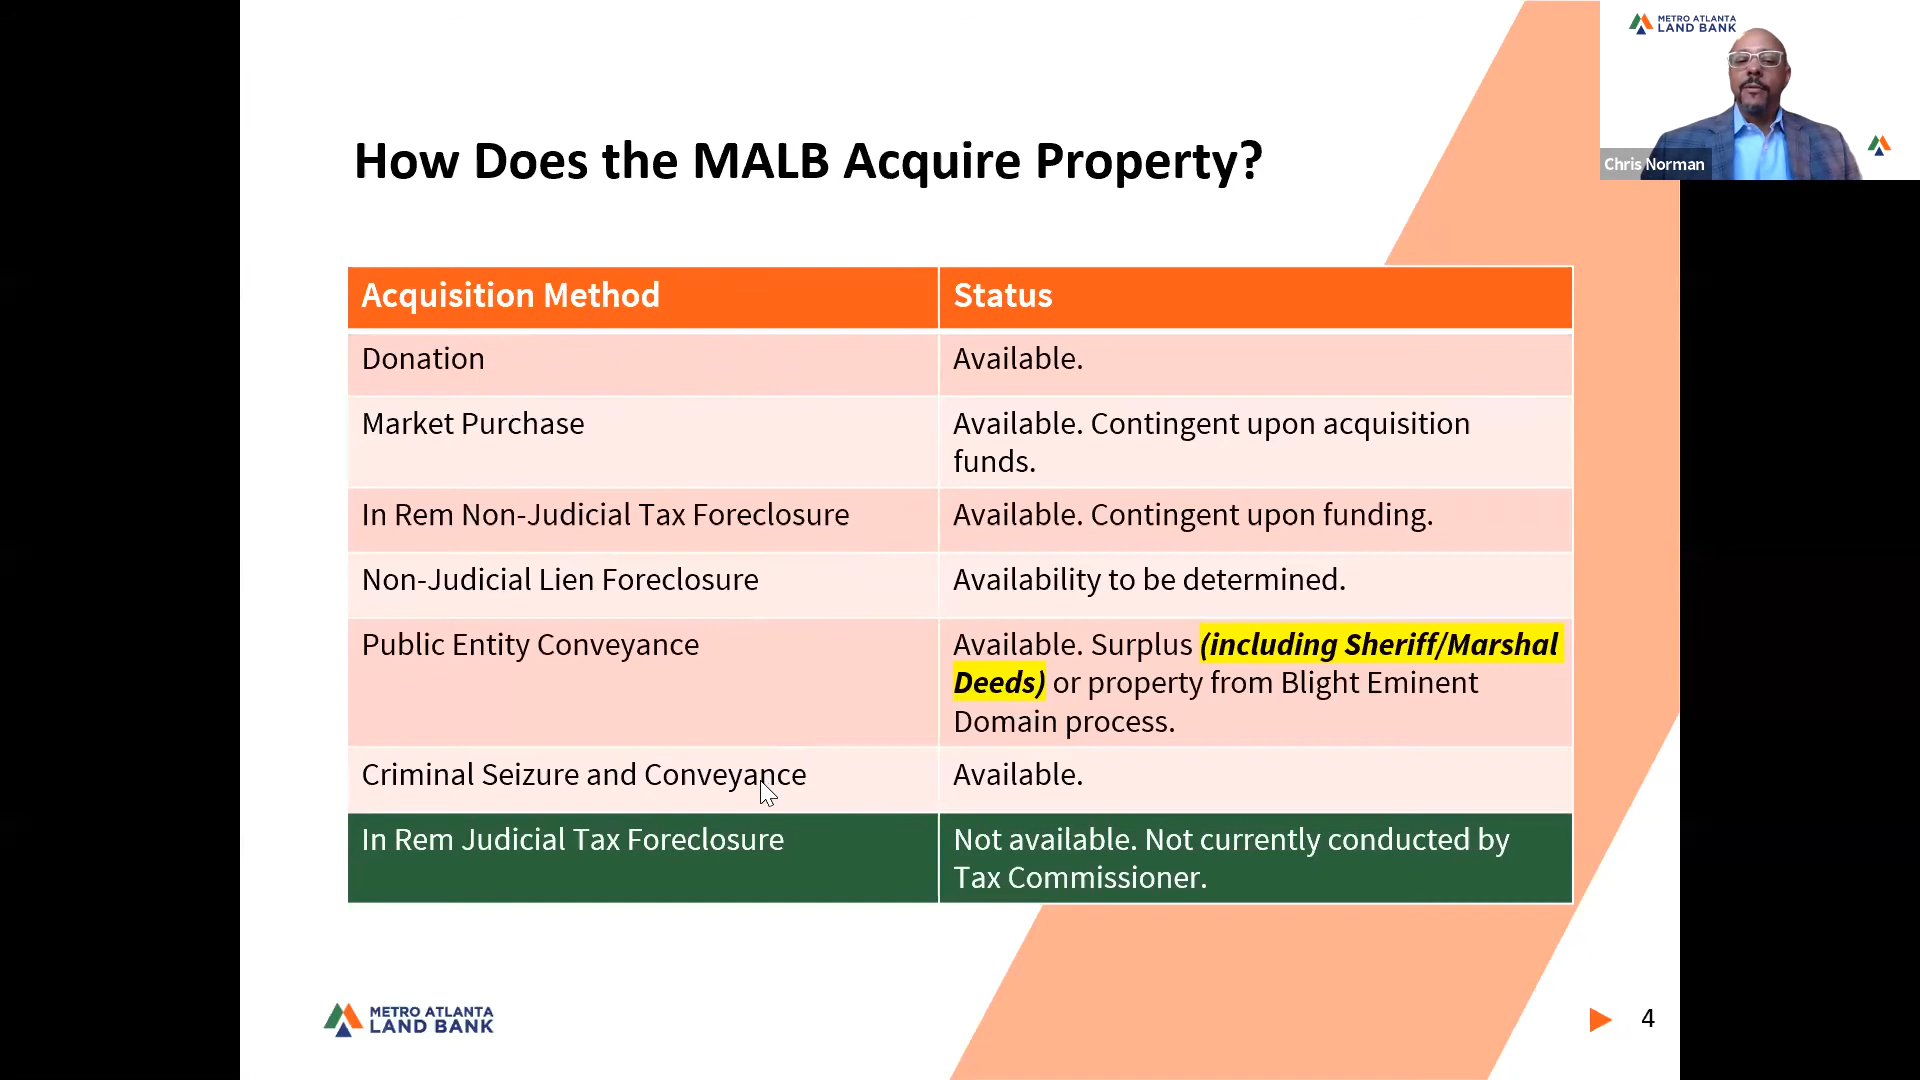 METRO ATLANTA
LAND BANK
Chris Norman
How Does the MALB Acquire Property?
Acquisition Method
Status
Donation
Available.
Market Purchase
Available. Contingent upon acquisition
funds.
In Rem Non-Judicial Tax Foreclosure
Available. Contingent upon funding.
Non-Judicial Lien Foreclosure
Availability to be determined.
Public Entity Conveyance
Available. Surplus (including Sheriff/Marshal
Deeds) or property from Blight Eminent
Domain process.
Criminal Seizure and Conveyance
Available.
In Rem Judicial Tax Foreclosure
Not available. Not currently conducted by
Tax Commissioner.
METRO ATLANTA
LAND BANK
4